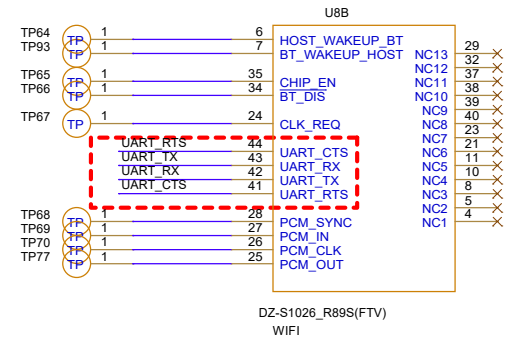 U8B
TP64 1 6 HOST_WAKEUP_BT
TP
TP93 1 7 BT_WAKEUP_HOST NC13 29
TP
NC12 32
TP65 1 35 CHIP_EN NC11 37
TP
TP66 1 34 BT_DIS NC10 38
TP
NC9 39
TP67 1 24 CLK_REQ NC8 40
TP
NC7 23
UART_RTS 44 UART_CTS NC6 21
UART_TX 43 UART_RX NC5 11
UART_RX 42 UART_TX NC4 10
UART_CTS 41 UART_RTS NC3 8
NC2 5
TP68 1 28 PCM_SYNC NC1 4
TP
TP69 1 27 PCM_IN
TP
TP70 1 26 PCM_CLK
TP
TP77 1 25 PCM_OUT
TP
DZ-S1026_R89S(FTV)
WIFI